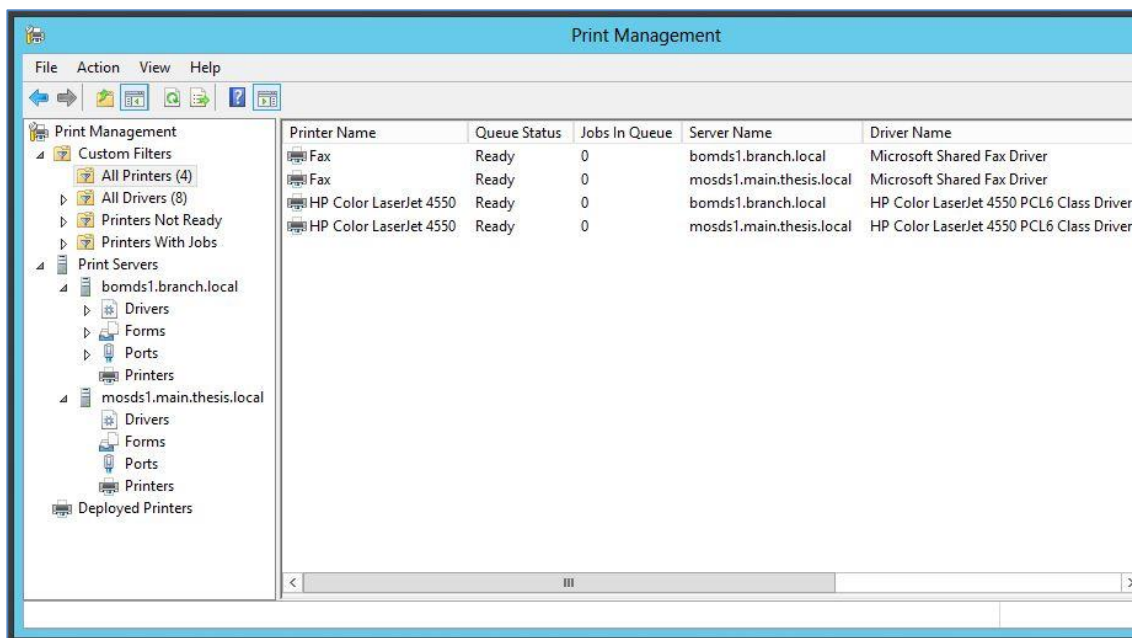 Print Management
File Action View Help
Print Management
Custom Filters
All Printers (4)
All Drivers (8)
Printers Not Ready
Printers With Jobs
Print Servers
bomds1.branch.local
Drivers
Forms
Ports
Printers
mosds1.main.thesis.local
Drivers
Forms
Ports
Printers
Deployed Printers
Printer Name Queue Status Jobs In Queue Server Name Driver Name
Fax Ready 0 bomds1.branch.local Microsoft Shared Fax Driver
Fax Ready 0 mosds1.main.thesis.local Microsoft Shared Fax Driver
HP Color LaserJet 4550 Ready 0 bomds1.branch.local HP Color LaserJet 4550 PCL6 Class Driver
HP Color LaserJet 4550 Ready 0 mosds1.main.thesis.local HP Color LaserJet 4550 PCL6 Class Driver